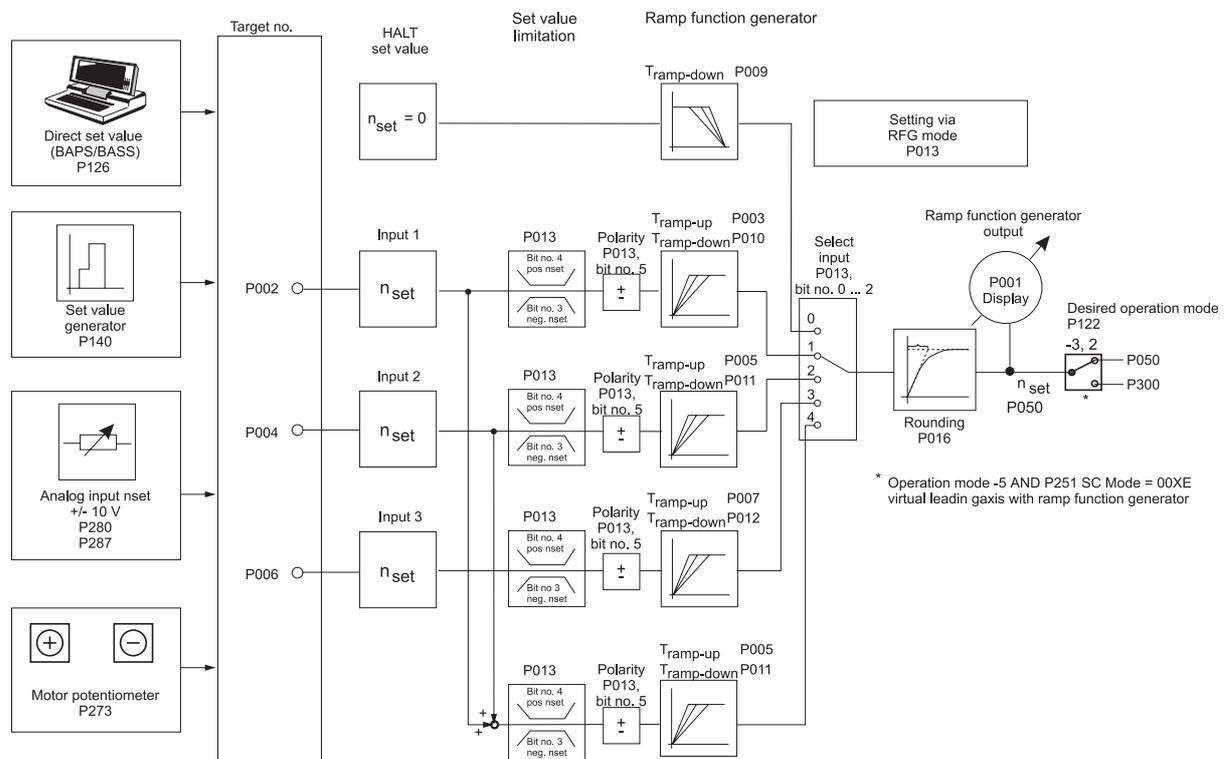 Target no.
HALT
set value
Set value
limitation
Ramp function generator
Direct set value
(BAPS/BASS)
P126
n set = 0
Tramp-down P009
Setting via
RFG mode
P013
Set value
generator
P140
P002
Input 1
n set
P013
Bit no. 4
pos nset
Bit no. 3
neg. nset
Polarity
P013,
bit no. 5
+
-
Tramp-up P003
Tramp-down P010
Select
input
P013,
bit no. 0 ... 2
0
1
2
3
4
Ramp function generator
output
P001
Display
Rounding
P016
n set
P050
Desired operation mode
P122
-3, 2
P050
P300
*
Analog input nset
+/- 10 V
P280
P287
P004
Input 2
n set
P013
Bit no. 4
pos nset
Bit no. 3
neg. nset
Polarity
P013,
bit no. 5
+
-
Tramp-up P005
Tramp-down P011
* Operation mode -5 AND P251 SC Mode = 00XE
virtual leadin gaxis with ramp function generator
P006
Input 3
n set
P013
Bit no. 4
pos nset
Bit no 3
neg. nset
Polarity
P013,
bit no. 5
+
-
Tramp-up P007
Tramp-down P012
+
-
Motor potentiometer
P273
+
+
P013
Bit no. 4
pos nset
Bit no. 3
neg. nset
Polarity
P013,
bit no. 5
+
-
Tramp-up P005
Tramp-down P011